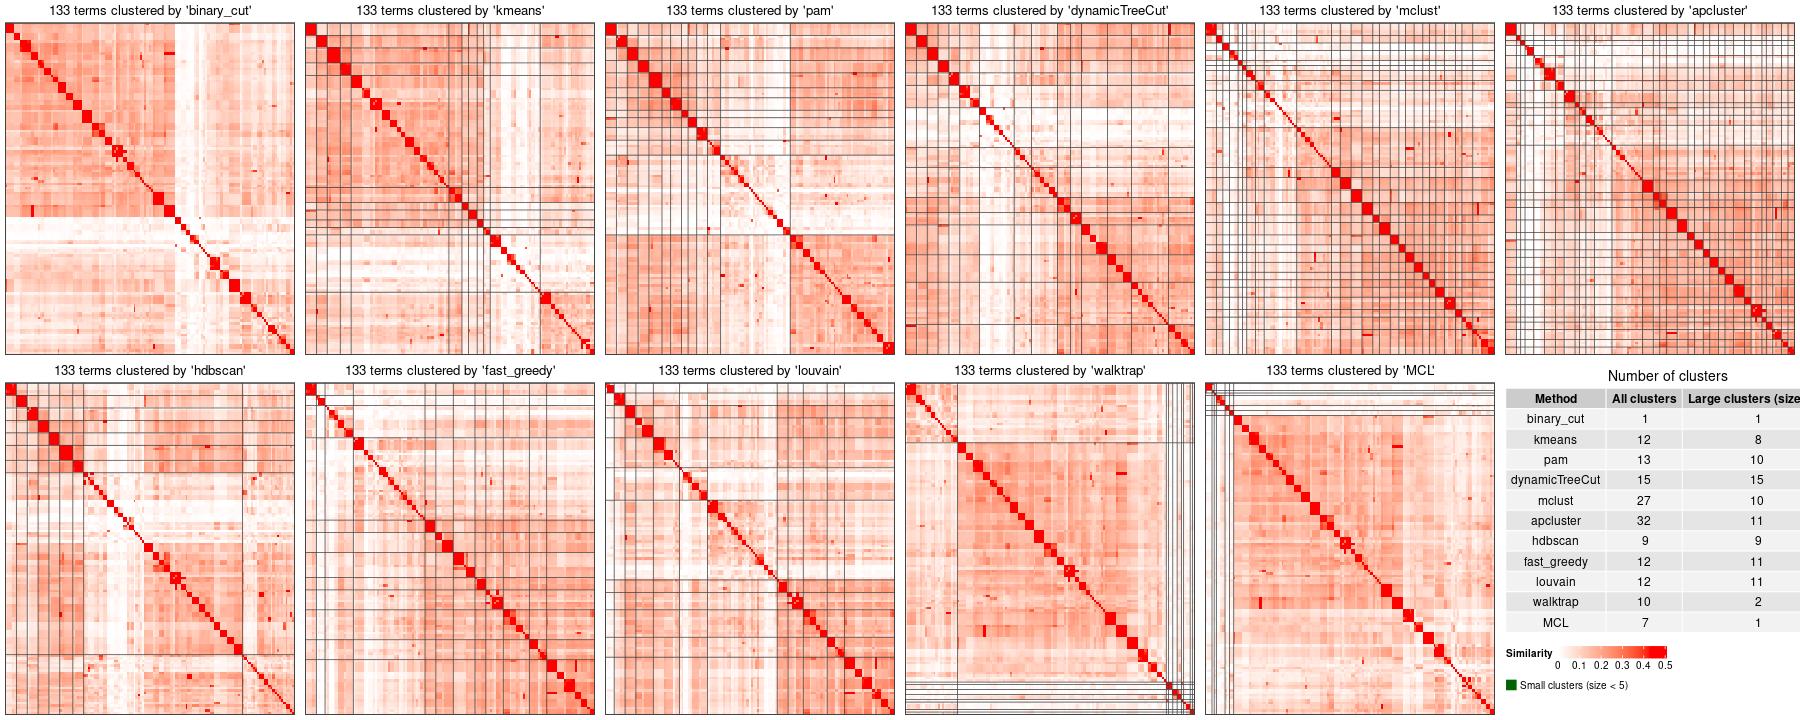 133 terms clustered by 'binary_cut'
133 terms clustered by 'kmeans'
133 terms clustered by 'pam'
133 terms clustered by 'dynamicTreeCut'
133 terms clustered by 'mclust'
133 terms clustered by 'apcluster'
133 terms clustered by 'hdbscan'
133 terms clustered by 'fast_greedy'
133 terms clustered by 'louvain'
133 terms clustered by 'walktrap'
133 terms clustered by 'MCL'
Number of clusters
Method All clusters Large clusters (size
binary_cut 1 1
kmeans 12 8
pam 13 10
dynamicTreeCut 15 15
mclust 27 10
apcluster 32 11
hdbscan 9 9
fast_greedy 12 11
louvain 12 11
walktrap 10 2
MCL 7 1
Similarity
0 0.1 0.2 0.3 0.4 0.5
Small clusters (size < 5)